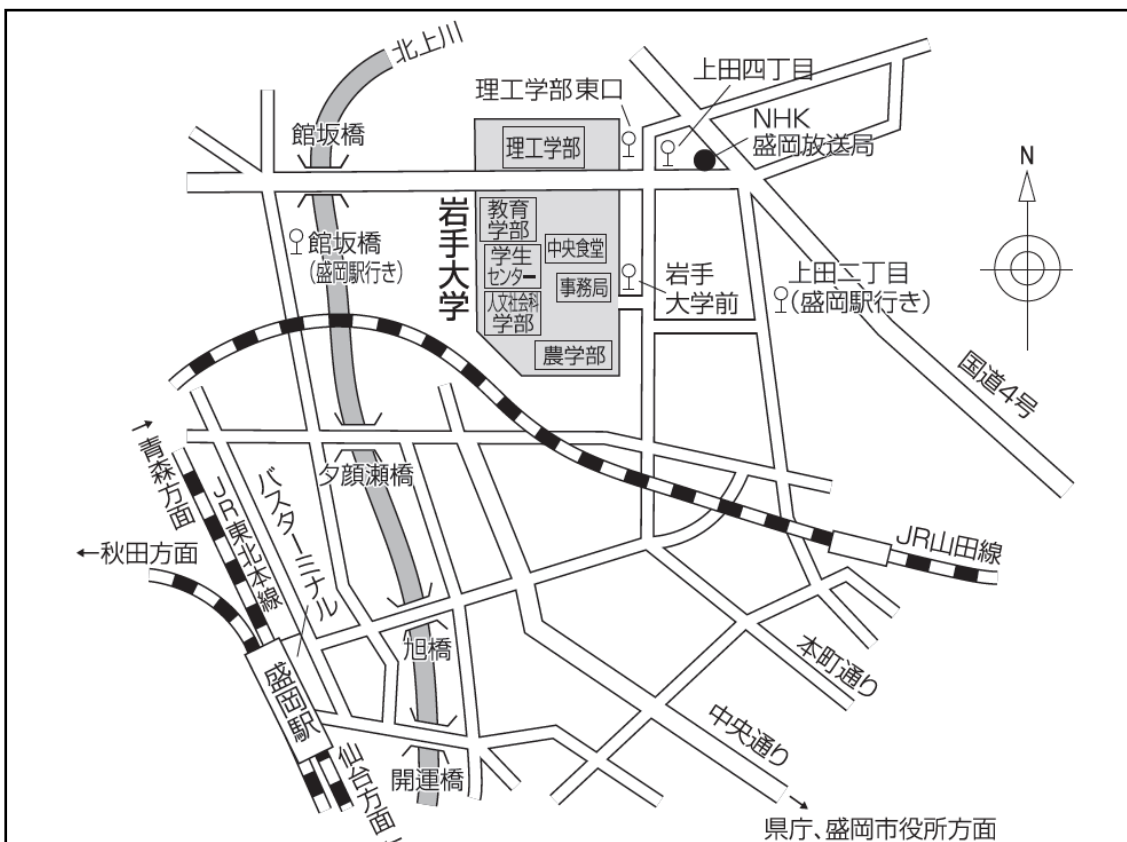 北上川
上田四丁目
理工学部東口
NHK
盛岡放送局
館坂橋
理工学部
N
岩手大学
教育
学部
中央食堂
学生
センター
事務局
人文社会科
学部
農学部
館坂橋
(盛岡駅行き)
岩手
大学前
上田二丁目
(盛岡駅行き)
国道4号
→
青森方面
夕顔瀬橋
バスターミナル
JR東北本線
←秋田方面
JR山田線
旭橋
本町通り
盛岡駅
中央通り
仙台方面
開運橋
県庁、盛岡市役所方面